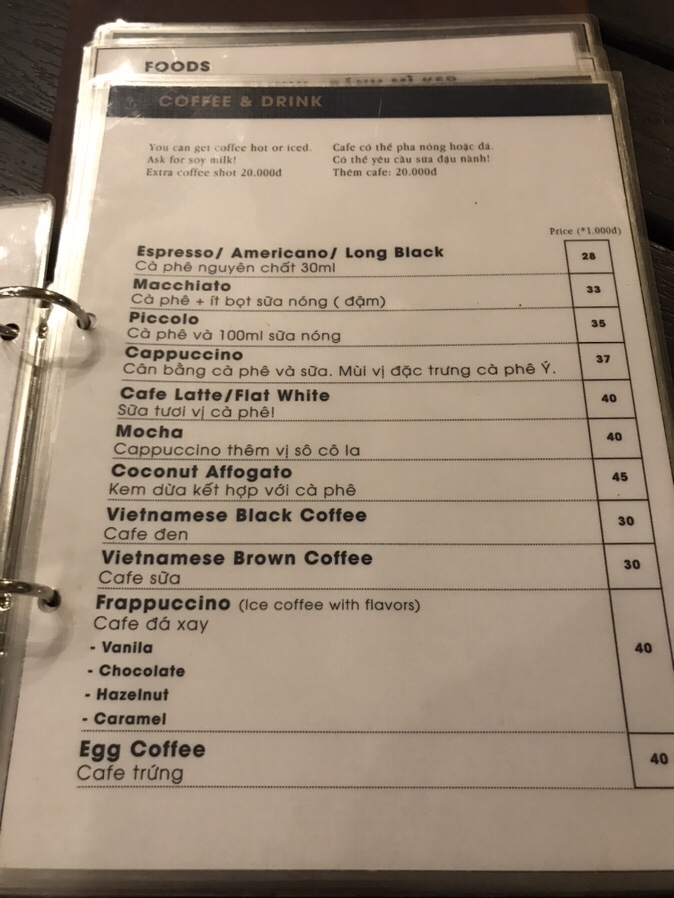 FOODS
COFFEE & DRINK
You can get coffee hot or iced.
Ask for soy milk!
Extra coffee shot 20.000đ
Cafe có thể pha nóng hoặc đá.
Có thể yêu cầu sữa đậu nành!
Thêm cafe: 20.000đ
Price (*1.000đ)
Espresso/ Americano/ Long Black 28
Cà phê nguyên chất 30ml
Macchiato 33
Cà phê + ít bọt sữa nóng ( đậm)
Piccolo 35
Cà phê và 100ml sữa nóng
Cappuccino 37
Cân bằng cà phê và sữa. Mùi vị đặc trưng cà phê Ý.
Cafe Latte/Flat White 40
Sữa tươi vị cà phê!
Mocha 40
Cappuccino thêm vị sô cô la
Coconut Affogato 45
Kem dừa kết hợp với cà phê
Vietnamese Black Coffee 30
Cafe đen
Vietnamese Brown Coffee 30
Cafe sữa
Frappuccino (Ice coffee with flavors)
Cafe đá xay
- Vanila 40
- Chocolate
- Hazelnut
- Caramel
Egg Coffee 40
Cafe trứng